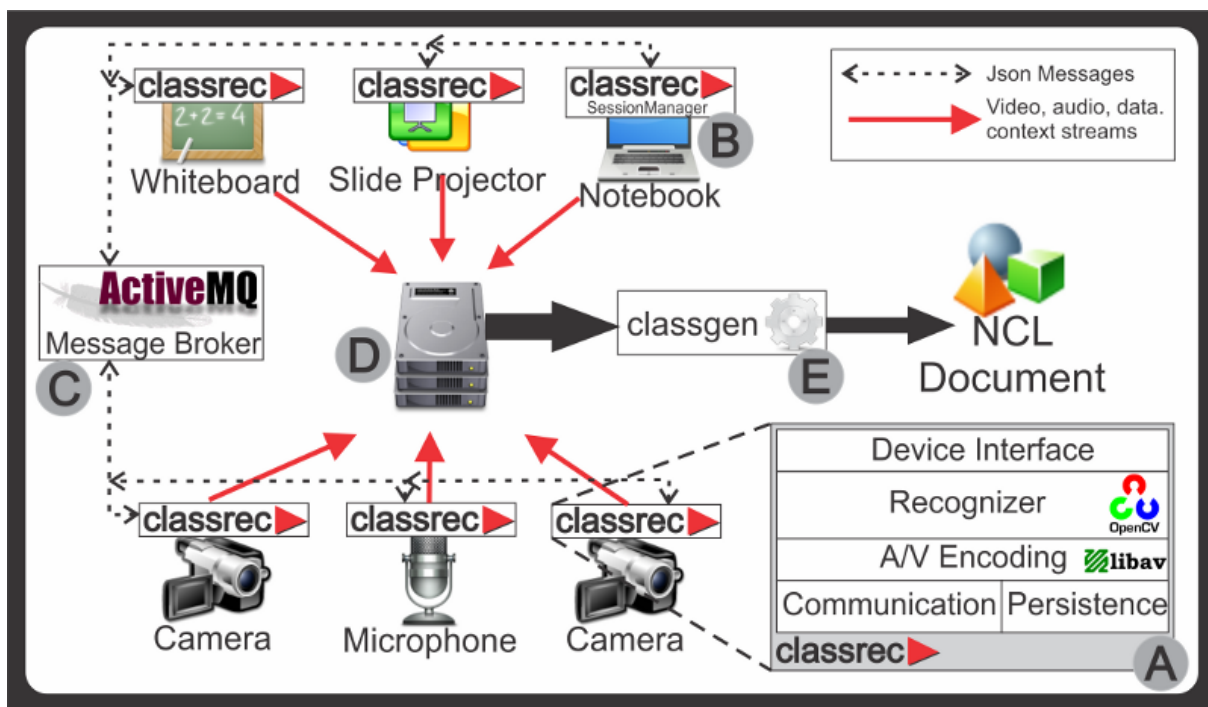 classrec
2+2=4
Whiteboard
classrec
Slide Projector
classrec
SessionManager
B
Notebook
Json Messages
Video, audio, data.
context streams
ActiveMQ
Message Broker
C
D
classgen
E
NCL
Document
classrec
Camera
classrec
Microphone
classrec
Camera
Device Interface
Recognizer
OpenCV
A/V Encoding
libav
Communication
Persistence
classrec
A